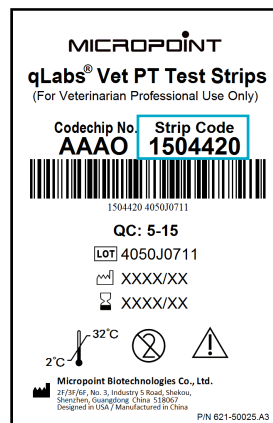 MICROPOINT
qLabs® Vet PT Test Strips
(For Veterinarian Professional Use Only)
Codechip No. Strip Code
AAAO 1504420
1504420 4050J0711
QC: 5-15
LOT 4050J0711
XXXX/XX
XXXX/XX
32℃
2℃
2
Micropoint Biotechnologies Co., Ltd.
2F/3F/6F, No. 3, Industry 5 Road, Shekou,
Shenzhen, Guangdong China 518067
Designed in USA / Manufactured in China
P/N 621-50025.A3